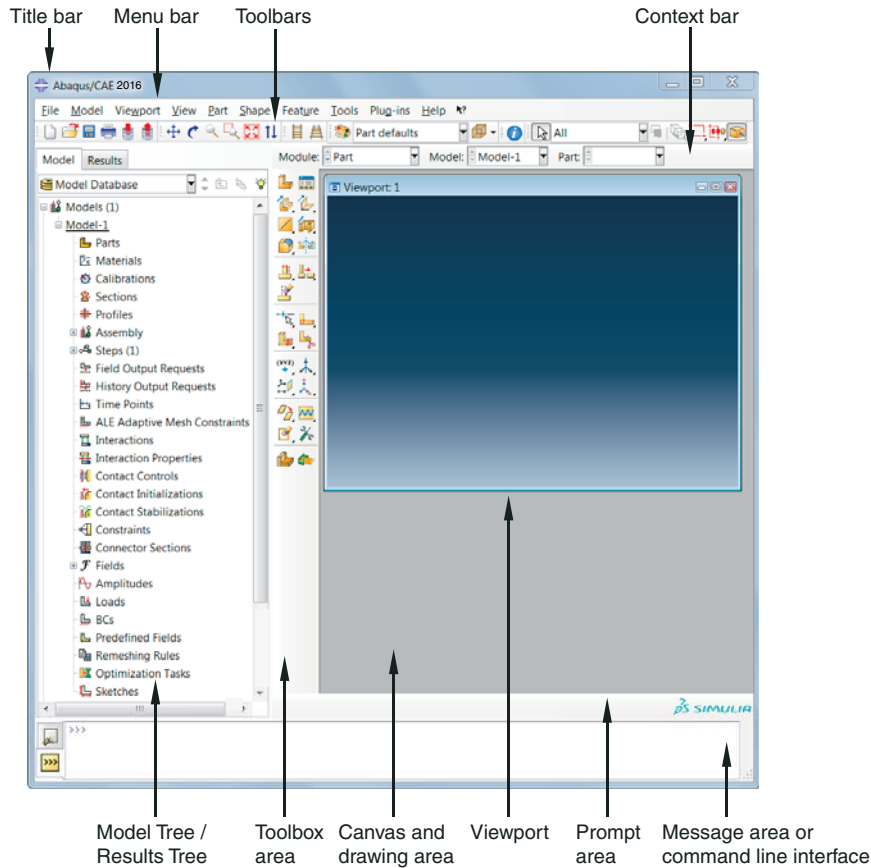 Title bar Menu bar Toolbars Context bar
Abaqus/CAE 2016
File Model Viewport View Part Shape Feature Tools Plug-ins Help
Part defaults All
Model Results
Module: Part Model: Model-1 Part:
Model Database
Viewport: 1
Models (1)
Model-1
Parts
Materials
Calibrations
Sections
Profiles
Assembly
Steps (1)
Field Output Requests
History Output Requests
Time Points
ALE Adaptive Mesh Constraints
Interactions
Interaction Properties
Contact Controls
Contact Initializations
Contact Stabilizations
Constraints
Connector Sections
Fields
Amplitudes
Loads
BCs
Predefined Fields
Remeshing Rules
Optimization Tasks
Sketches
(XYZ)
SIMULIA
>>>
>>>
Model Tree /
Results Tree
Toolbox
area
Canvas and
drawing area
Viewport
Prompt
area
Message area or
command line interface